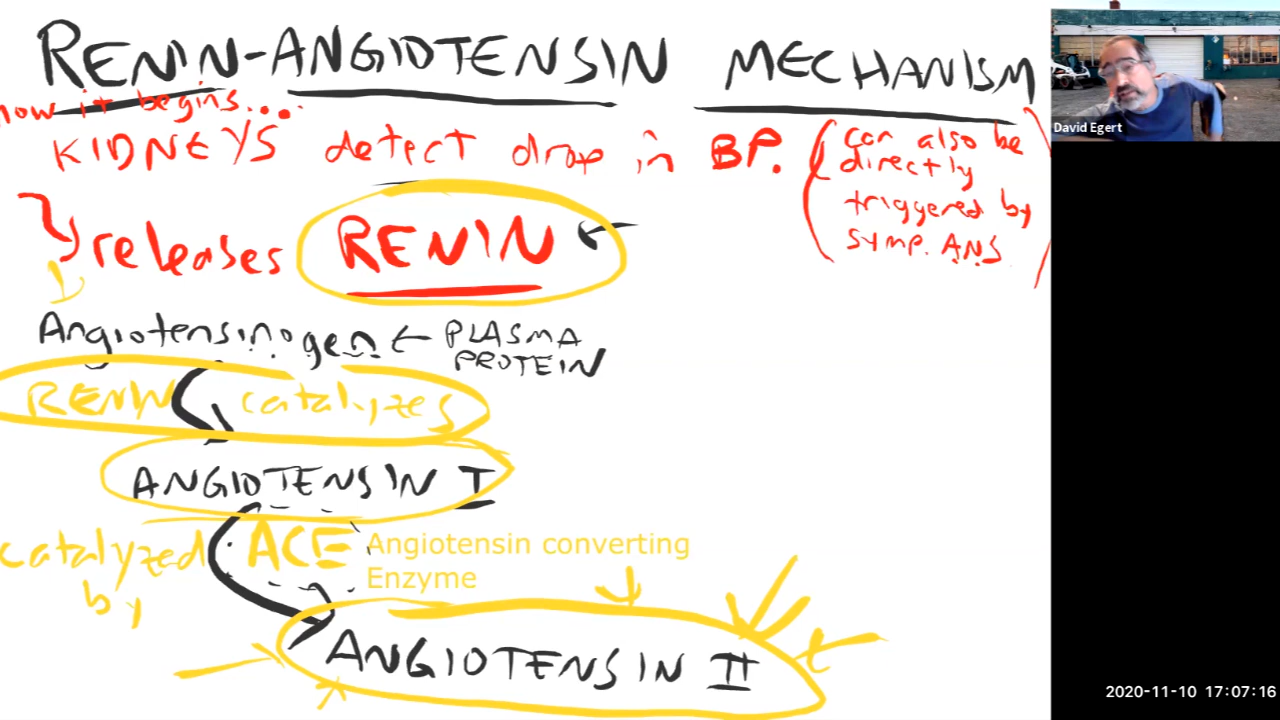 RENIN-ANGIOTENSIN MECHANISM
how it begins....
KIDNEYS detect drop in BP.
(can also be
directly
triggered by
symp. ANS)
releases RENIN
Angiotensinogen ← PLASMA
PROTEIN
RENIN catalyzes
ANGIOTENSIN I
catalyzed
by
ACE
Angiotensin converting
Enzyme
ANGIOTENSIN II
David Egert
2020-11-10 17:07:16